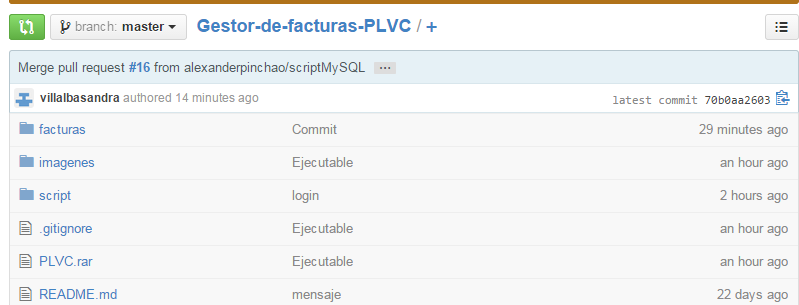 branch: master Gestor-de-facturas-PLVC / +
Merge pull request #16 from alexanderpinchao/scriptMySQL ...
villalbasandra authored 14 minutes ago latest commit 70b0aa2603
facturas Commit 29 minutes ago
imagenes Ejecutable an hour ago
script login 2 hours ago
.gitignore Ejecutable an hour ago
PLVC.rar Ejecutable an hour ago
README.md mensaje 22 days ago